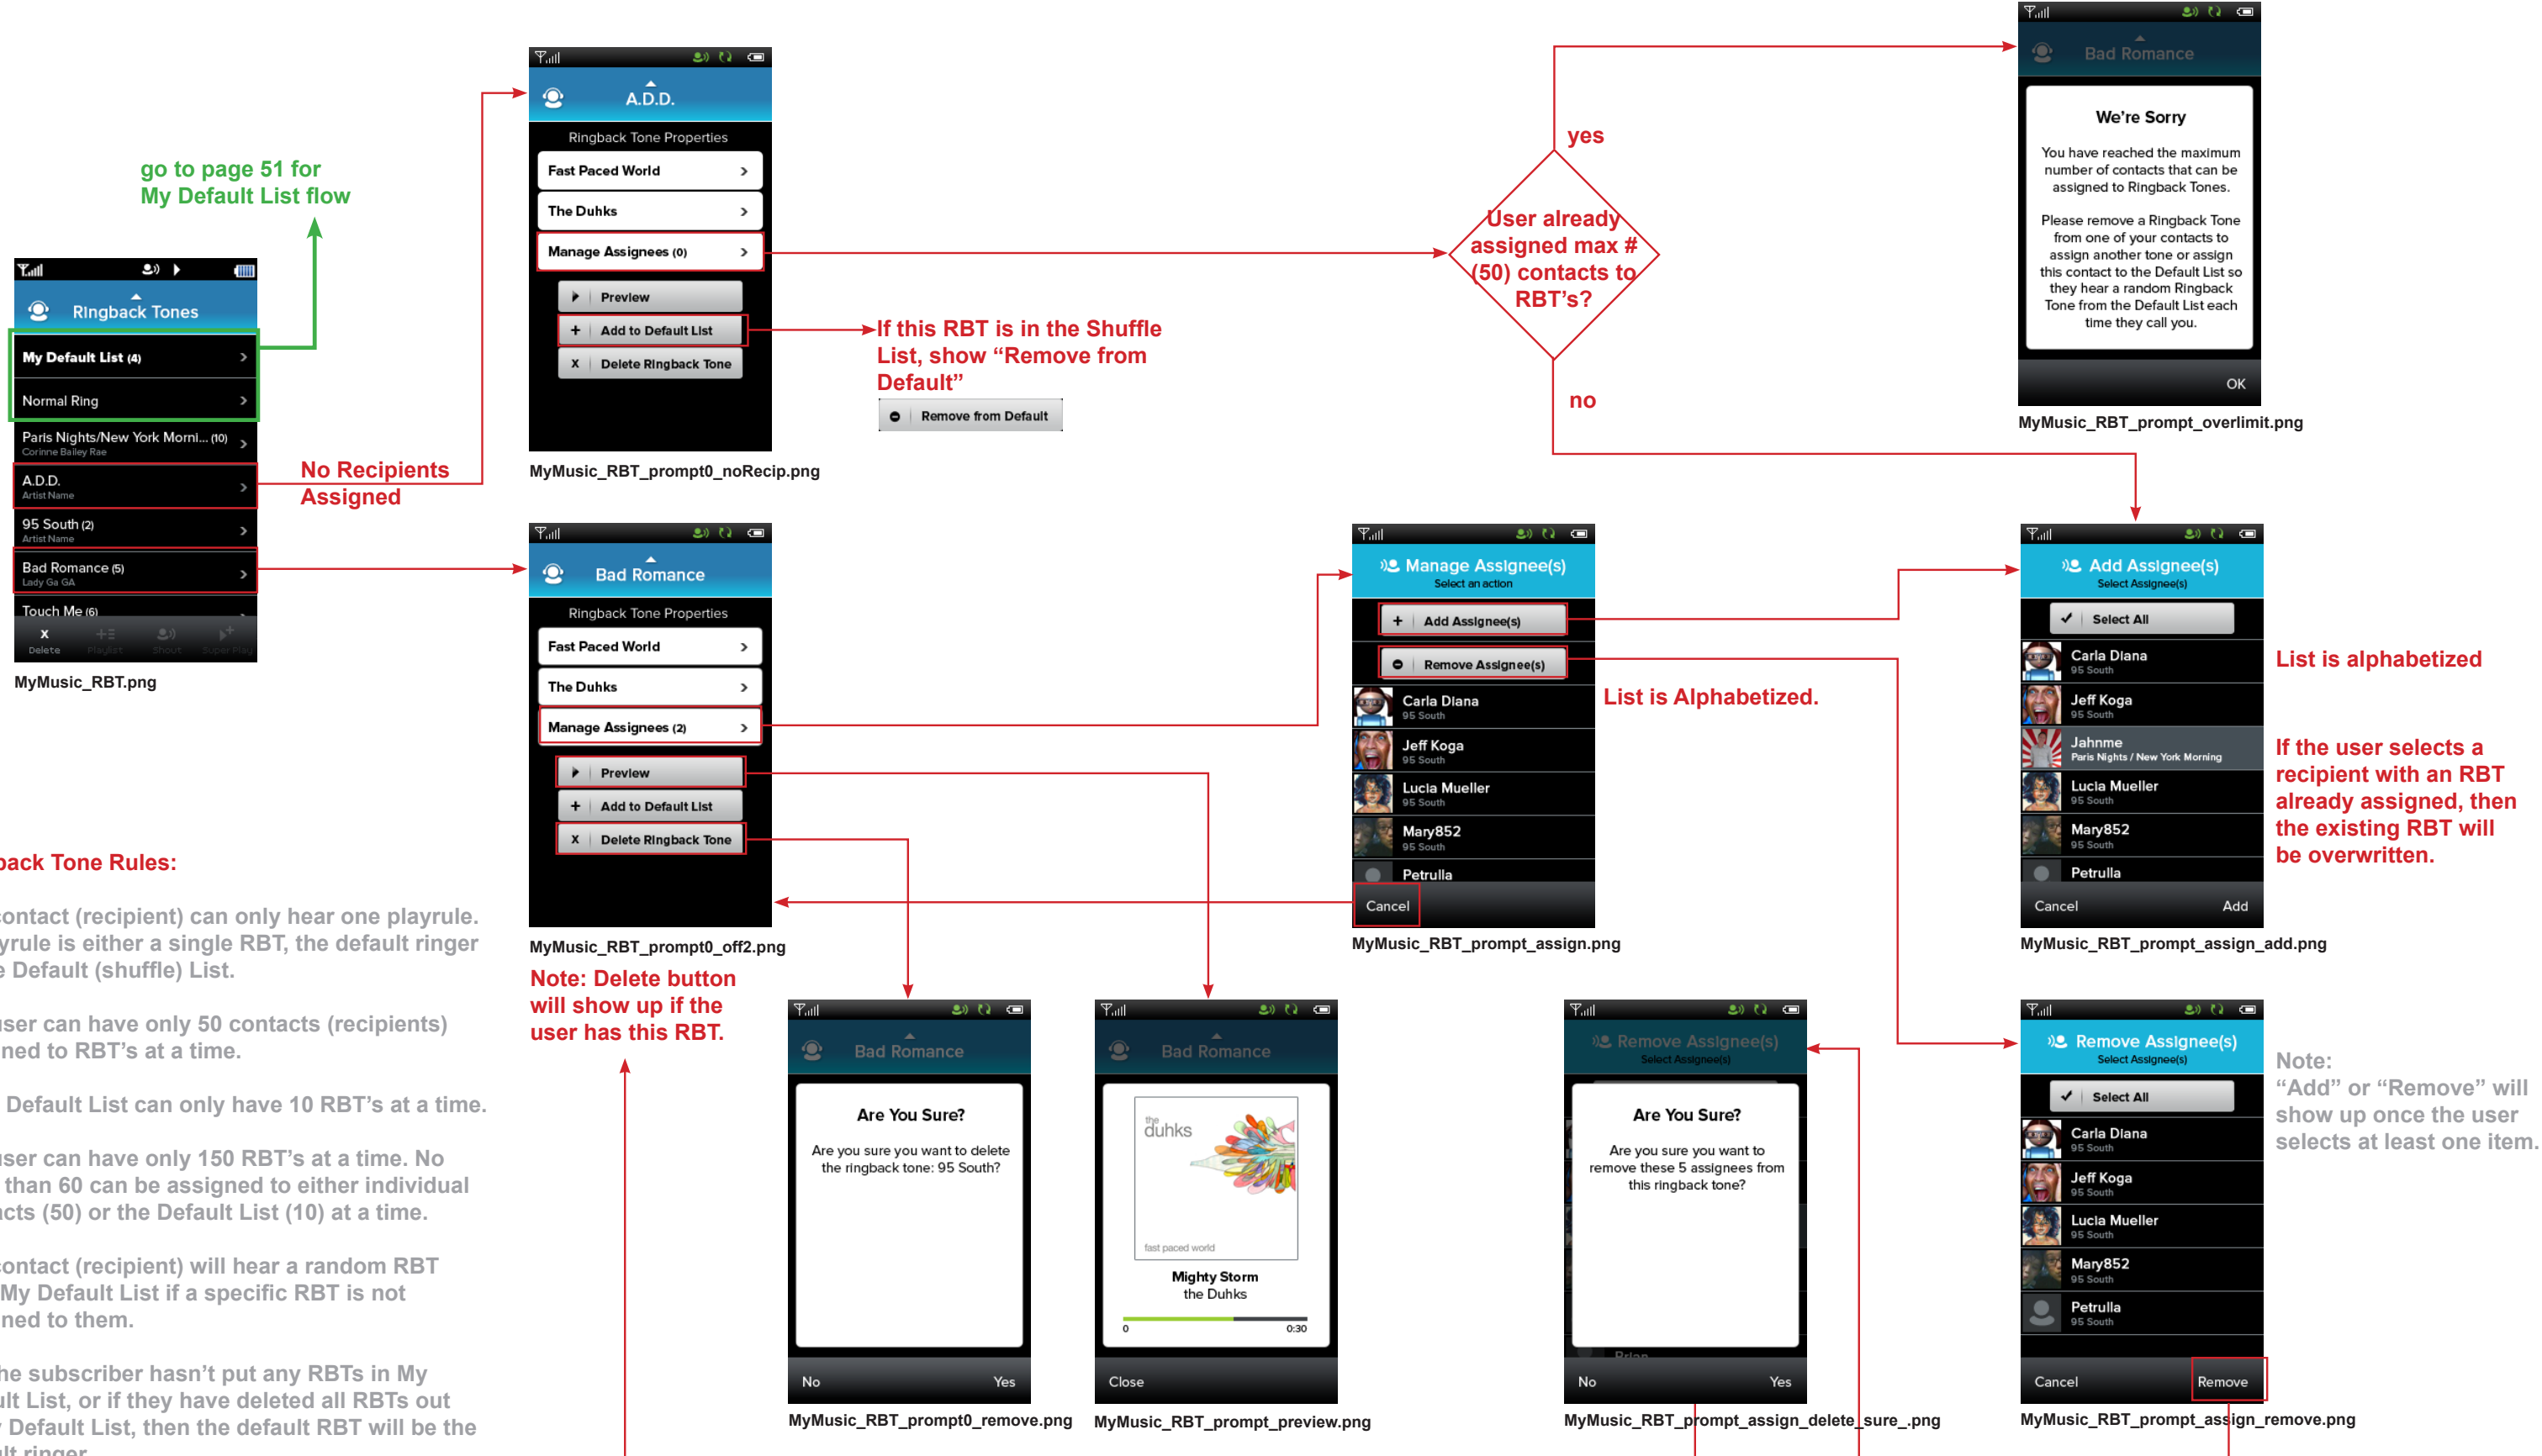 go to page 51 for
My Default List flow
Ringback Tones
My Default List (4)
Normal Ring
Paris Nights/New York Morni... (10)
Corinne Bailey Rae
A.D.D.
Artist Name
95 South (2)
Artist Name
Bad Romance (5)
Lady Ga GA
Touch Me (6)
x
Delete
Playlist
Shout
Super Play
MyMusic_RBT.png
No Recipients
Assigned
A.D.D.
Ringback Tone Properties
Fast Paced World
The Duhks
Manage Assignees (0)
Preview
+ Add to Default List
X Delete Ringback Tone
MyMusic_RBT_prompt0_noRecip.png
If this RBT is in the Shuffle
List, show “Remove from
Default”
Remove from Default
User already
assigned max #
(50) contacts to
RBT's?
yes
no
Bad Romance
We're Sorry
You have reached the maximum
number of contacts that can be
assigned to Ringback Tones.
Please remove a Ringback Tone
from one of your contacts to
assign another tone or assign
this contact to the Default List so
they hear a random Ringback
Tone from the Default List each
time they call you.
OK
MyMusic_RBT_prompt_overlimit.png
Bad Romance
Ringback Tone Properties
Fast Paced World
The Duhks
Manage Assignees (2)
Preview
+ Add to Default List
X Delete Ringback Tone
MyMusic_RBT_prompt0_off2.png
Note: Delete button
will show up if the
user has this RBT.
Manage Assignee(s)
Select an action
+ Add Assignee(s)
Remove Assignee(s)
Carla Diana
95 South
Jeff Koga
95 South
Lucia Mueller
95 South
Mary852
95 South
Petrulla
Cancel
MyMusic_RBT_prompt_assign.png
List is Alphabetized.
Add Assignee(s)
Select Assignee(s)
Select All
Carla Diana
95 South
Jeff Koga
95 South
Jahnme
Paris Nights / New York Morning
Lucia Mueller
95 South
Mary852
95 South
Petrulla
Cancel
Add
MyMusic_RBT_prompt_assign_add.png
List is alphabetized
If the user selects a
recipient with an RBT
already assigned, then
the existing RBT will
be overwritten.
back Tone Rules:
contact (recipient) can only hear one playrule.
yrule is either a single RBT, the default ringer
e Default (shuffle) List.
user can have only 50 contacts (recipients)
ned to RBT's at a time.
Default List can only have 10 RBT's at a time.
user can have only 150 RBT's at a time. No
than 60 can be assigned to either individual
acts (50) or the Default List (10) at a time.
contact (recipient) will hear a random RBT
My Default List if a specific RBT is not
ned to them.
he subscriber hasn't put any RBTs in My
ult List, or if they have deleted all RBTs out
y Default List, then the default RBT will be the
ult ringer.
Bad Romance
Are You Sure?
Are you sure you want to delete
the ringback tone: 95 South?
No
Yes
MyMusic_RBT_prompt0_remove.png
Bad Romance
the
duhks
fast paced world
Mighty Storm
the Duhks
0
0:30
Close
MyMusic_RBT_prompt_preview.png
Remove Assignee(s)
Select Assignee(s)
Are You Sure?
Are you sure you want to
remove these 5 assignees from
this ringback tone?
Brian
No
Yes
MyMusic_RBT_prompt_assign_delete_sure_.png
Remove Assignee(s)
Select Assignee(s)
Select All
Carla Diana
95 South
Jeff Koga
95 South
Lucia Mueller
95 South
Mary852
95 South
Petrulla
95 South
Cancel
Remove
MyMusic_RBT_prompt_assign_remove.png
Note:
“Add” or “Remove” will
show up once the user
selects at least one item.